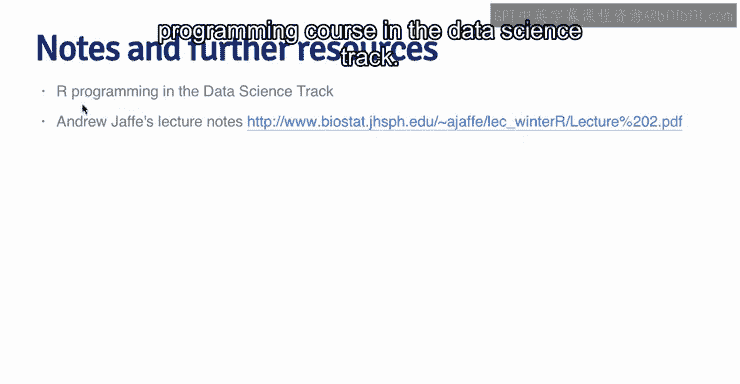 programming course in the data science
track.
Notes and further resources
R programming in the Data Science Track
Andrew Jaffe's lecture notes http://www.biostat.jhsph.edu/~ajaffe/lec_winterR/Lecture%202.pdf